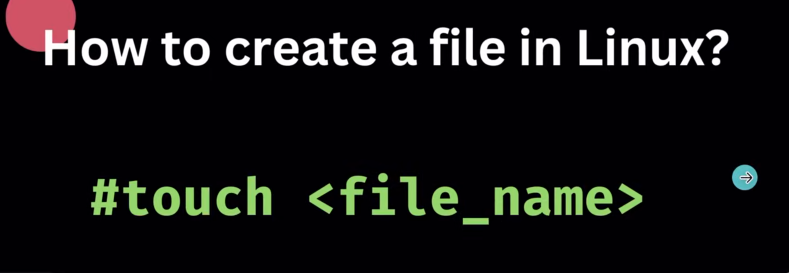 How to create a file in Linux?
#touch <file_name>